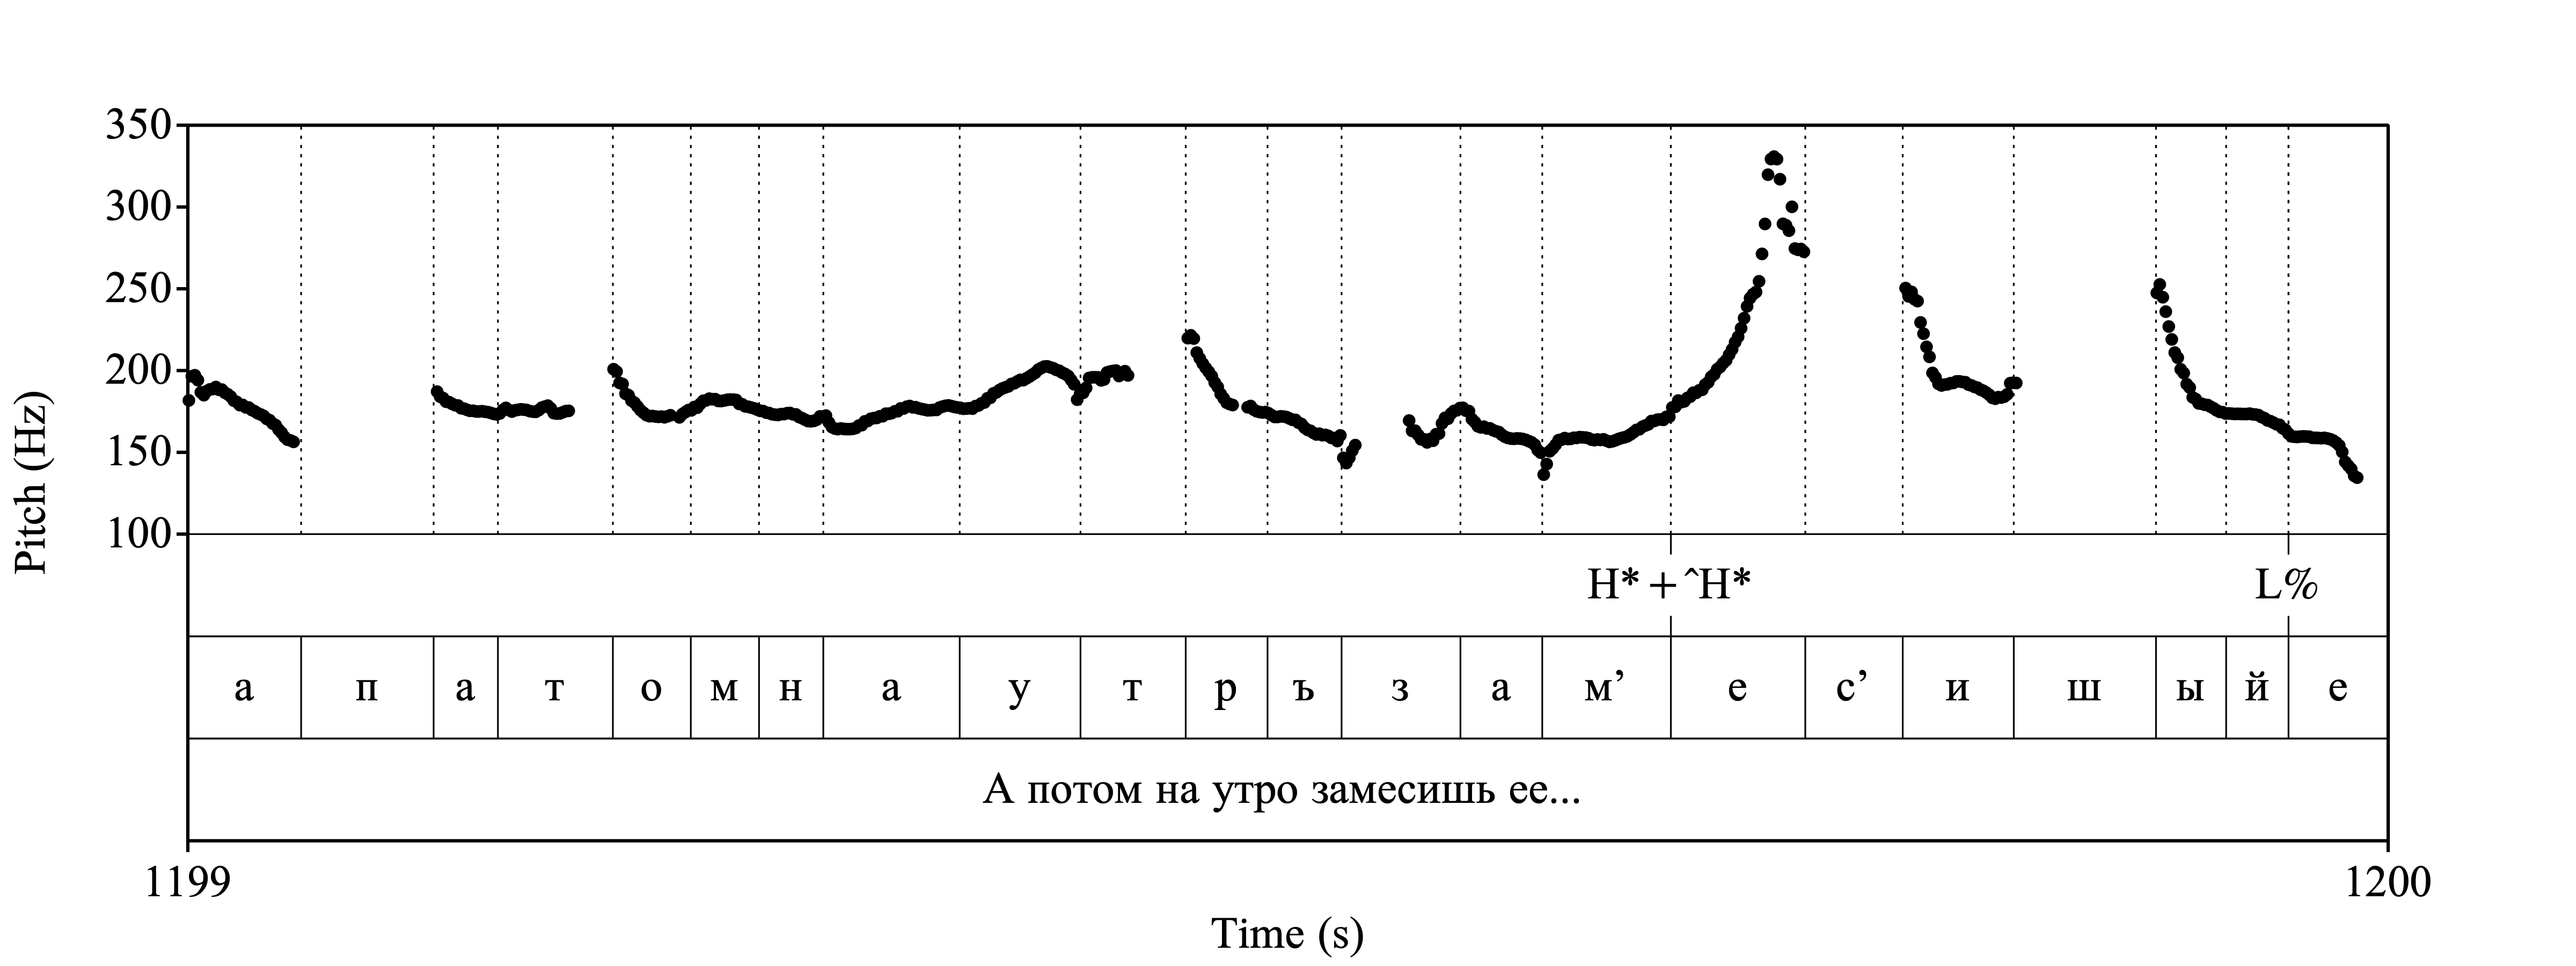 350
300
250
200
150
100
Pitch (Hz)
H* + ^H* L%
а п а т о м н а у т р ъ з а м’ е с’ и ш ы й е
А потом на утро замесишь ее...
1199 1200
Time (s)